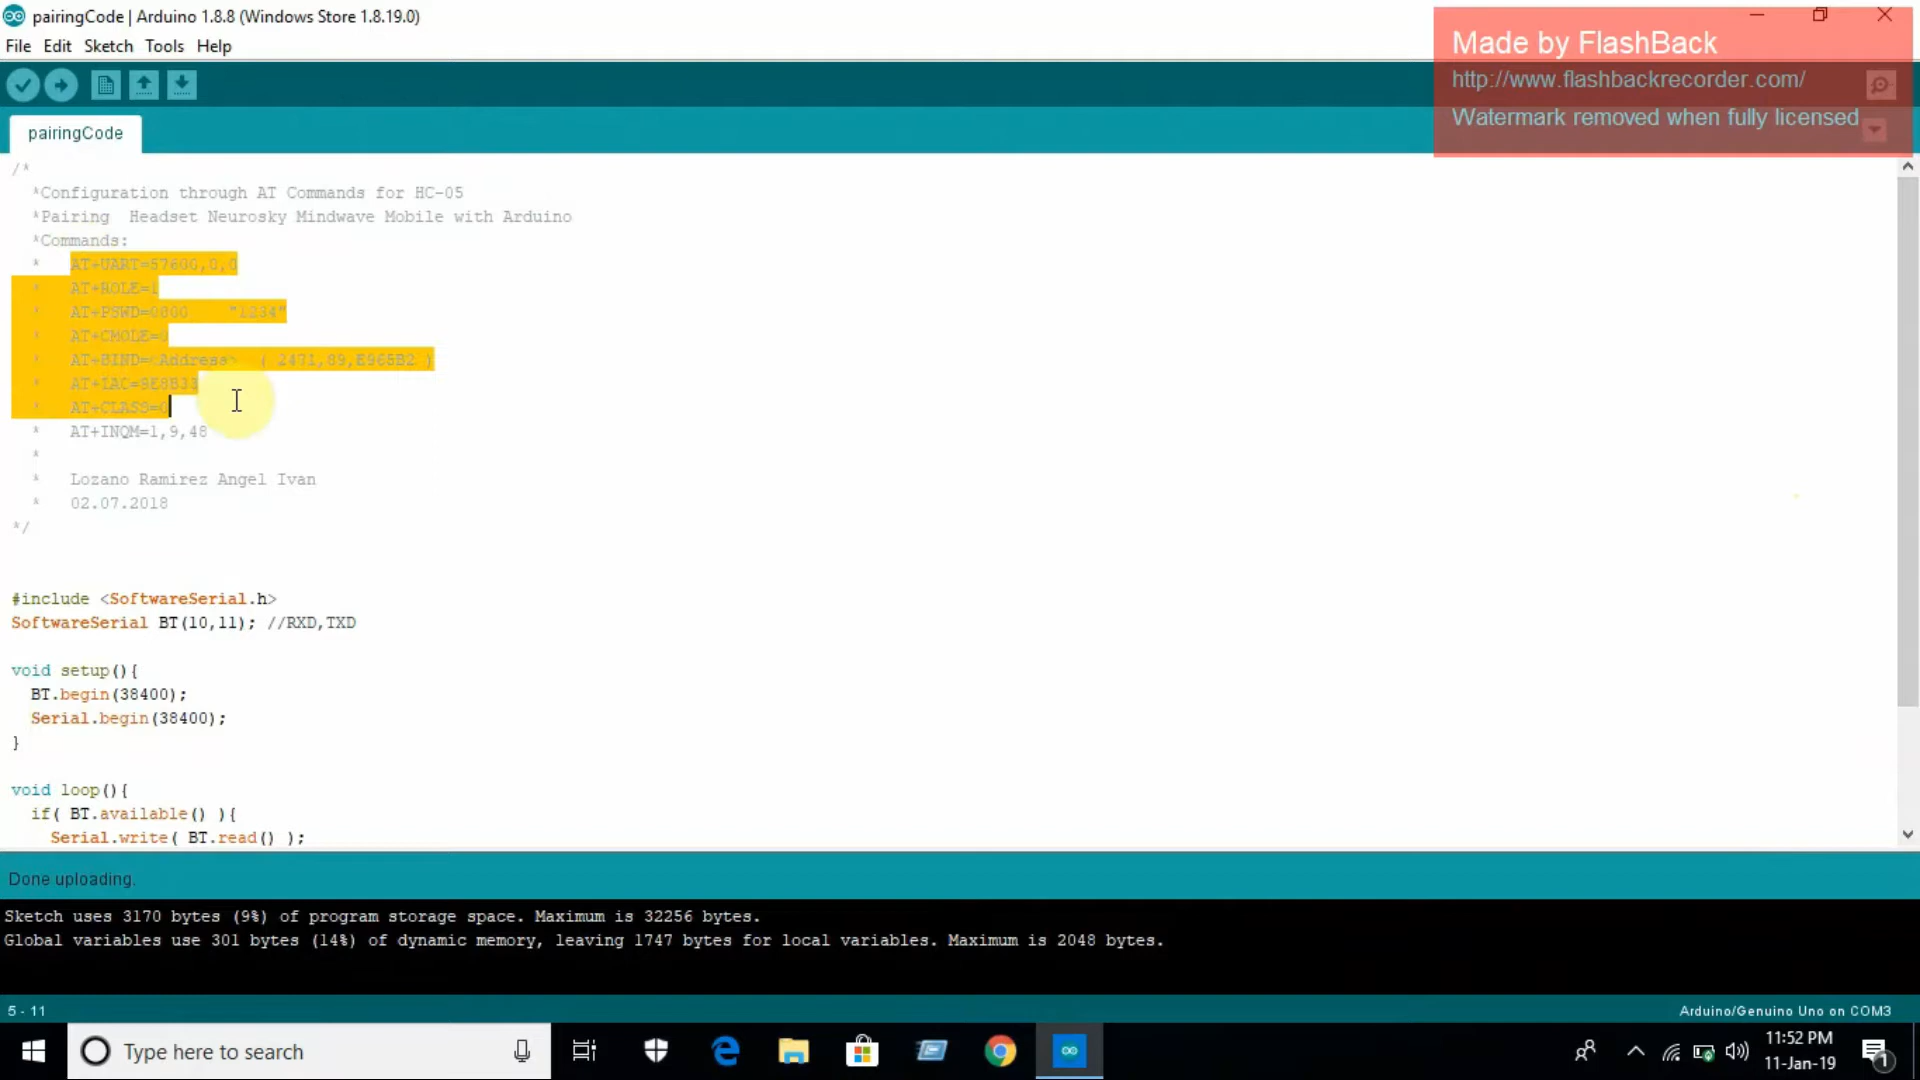 pairingCode | Arduino 1.8.8 (Windows Store 1.8.19.0)
File Edit Sketch Tools Help
Made by FlashBack
http://www.flashbackrecorder.com/
Watermark removed when fully licensed
pairingCode
/*
*Configuration through AT Commands for HC-05
*Pairing  Headset Neurosky Mindwave Mobile with Arduino
*Commands:
*   AT+UART=57600,0,0
*   AT+ROLE=1
*   AT+PSWD=0000    "1234"
*   AT+CMOLE=0
*   AT+BIND=<Address>  ( 2471,89,E965B2 )
*   AT+IAC=9E8B33
*   AT+CLASS=0
*   AT+INQM=1,9,48
*
*   Lozano Ramirez Angel Ivan
*   02.07.2018
*/
#include <SoftwareSerial.h>
SoftwareSerial BT(10,11); //RXD,TXD
void setup(){
BT.begin(38400);
Serial.begin(38400);
}
void loop(){
if( BT.available() ){
Serial.write( BT.read() );
Done uploading.
Sketch uses 3170 bytes (9%) of program storage space. Maximum is 32256 bytes.
Global variables use 301 bytes (14%) of dynamic memory, leaving 1747 bytes for local variables. Maximum is 2048 bytes.
5 - 11
Arduino/Genuino Uno on COM3
Type here to search
11:52 PM
11-Jan-19
1